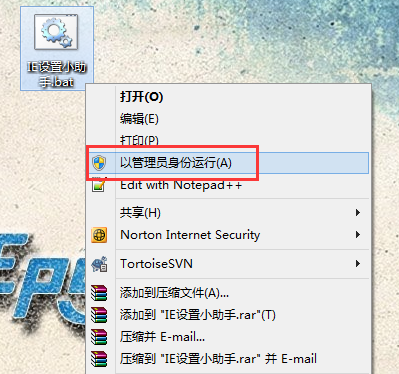 IE设置小助
手.bat
打开(O)
编辑(E)
打印(P)
以管理员身份运行(A)
Edit with Notepad++
共享(H)
Norton Internet Security
TortoiseSVN
添加到压缩文件(A)...
添加到 "IE设置小助手.rar"(T)
压缩并 E-mail...
压缩到 "IE设置小助手.rar" 并 E-mail